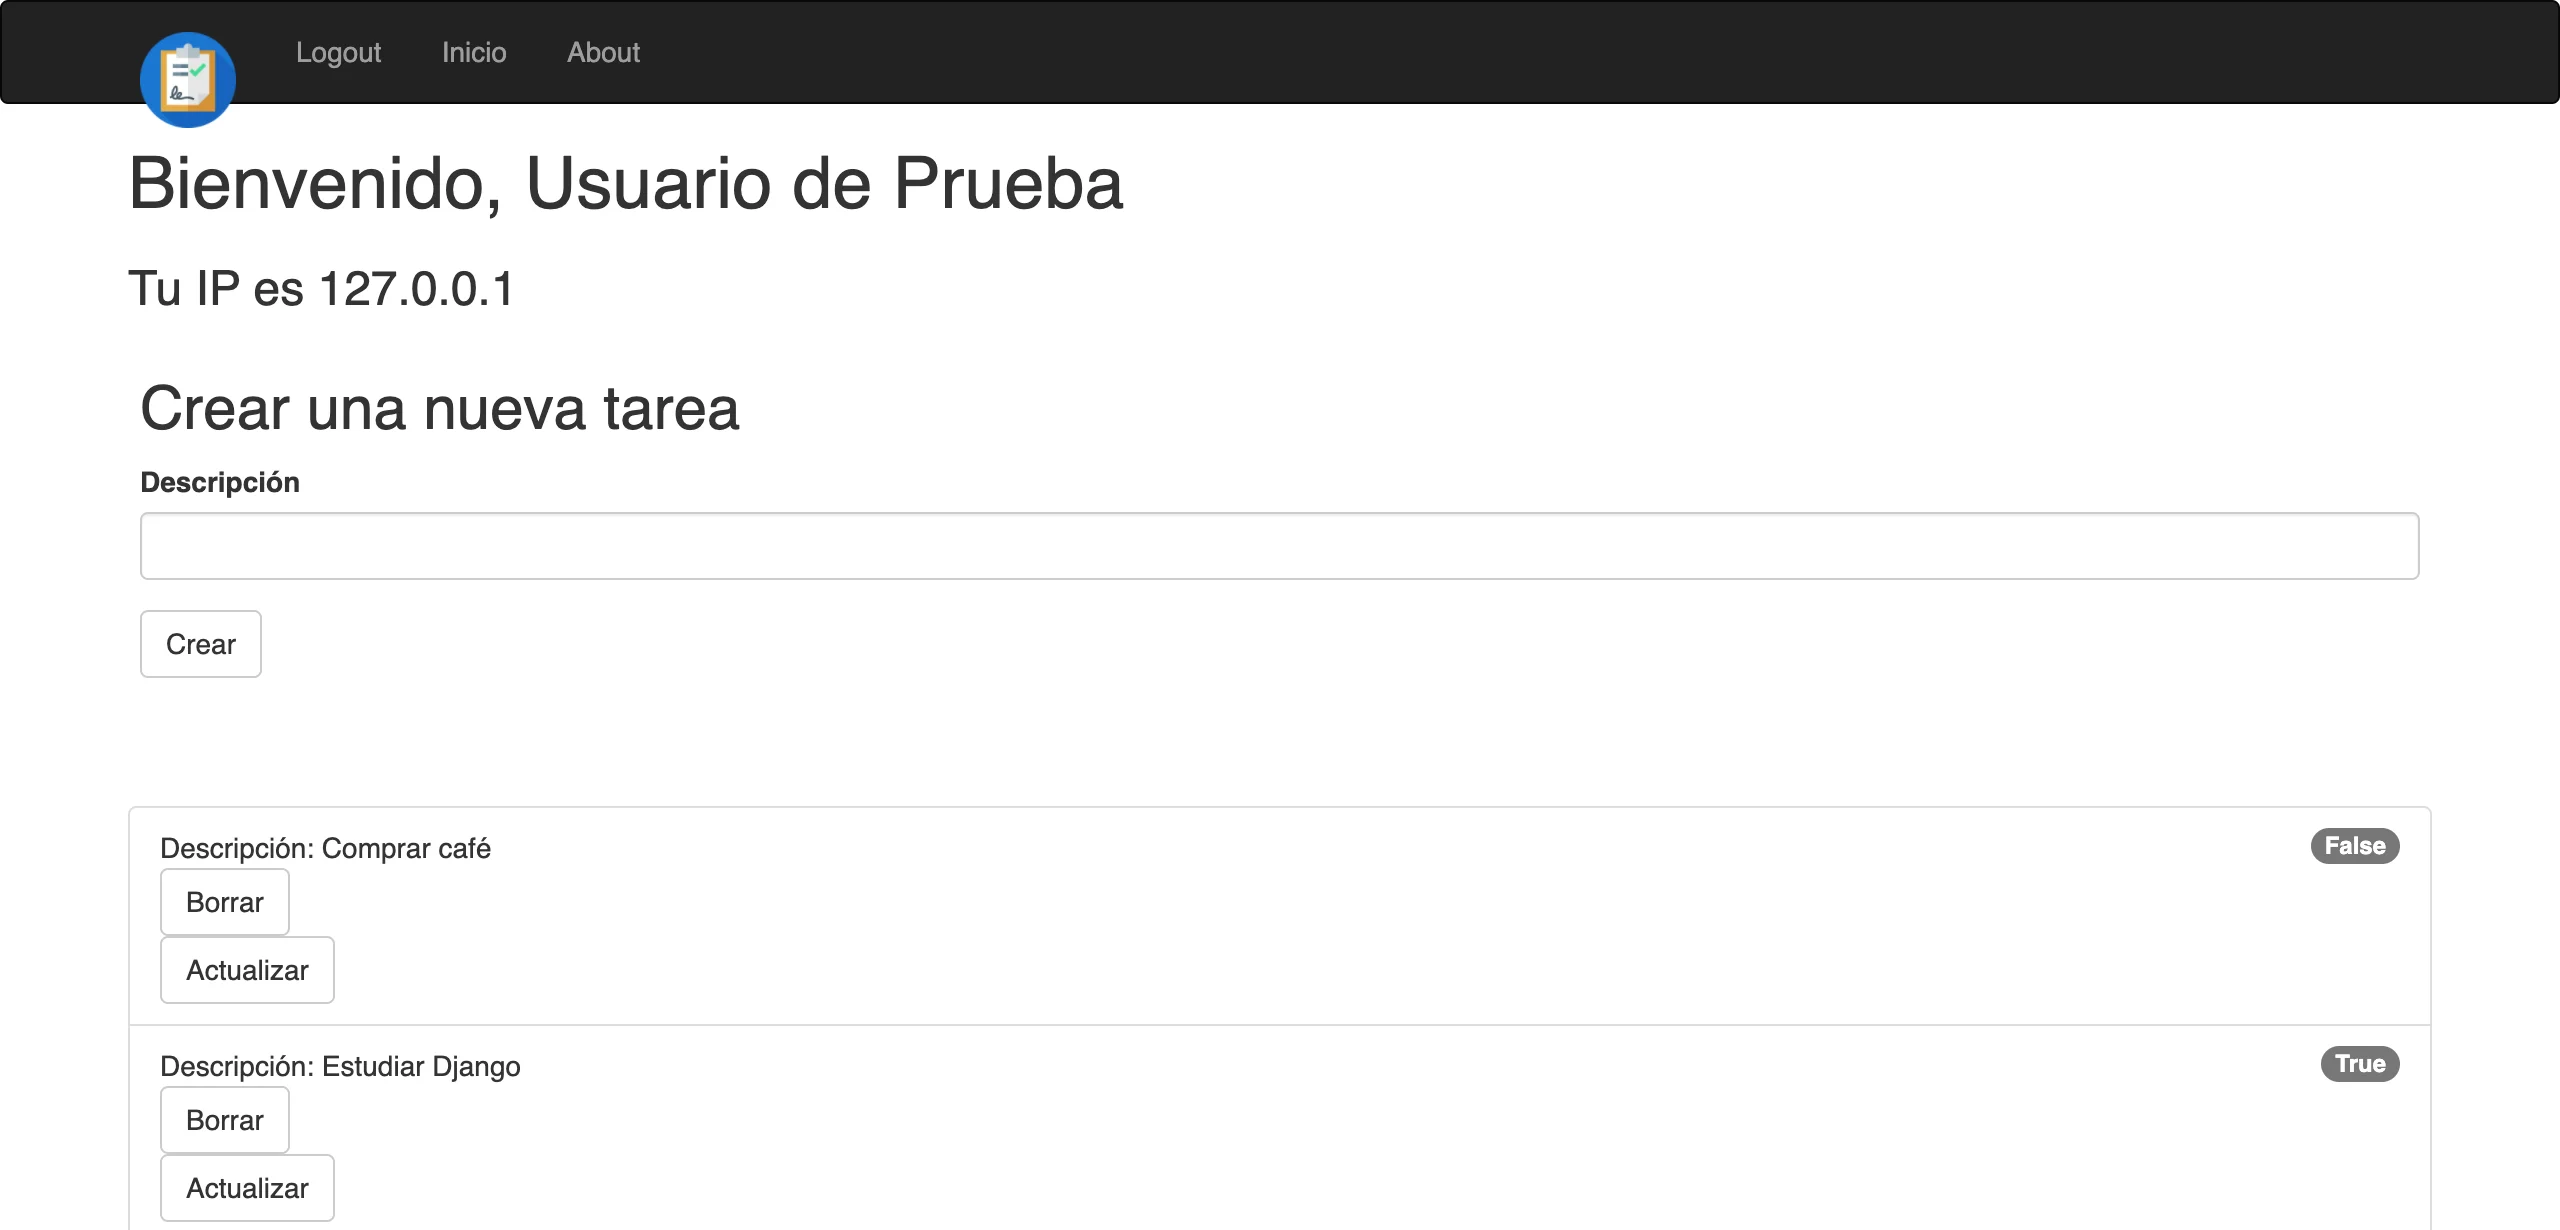 Logout Inicio About
Bienvenido, Usuario de Prueba
Tu IP es 127.0.0.1
Crear una nueva tarea
Descripción
Crear
Descripción: Comprar café False
Borrar
Actualizar
Descripción: Estudiar Django True
Borrar
Actualizar